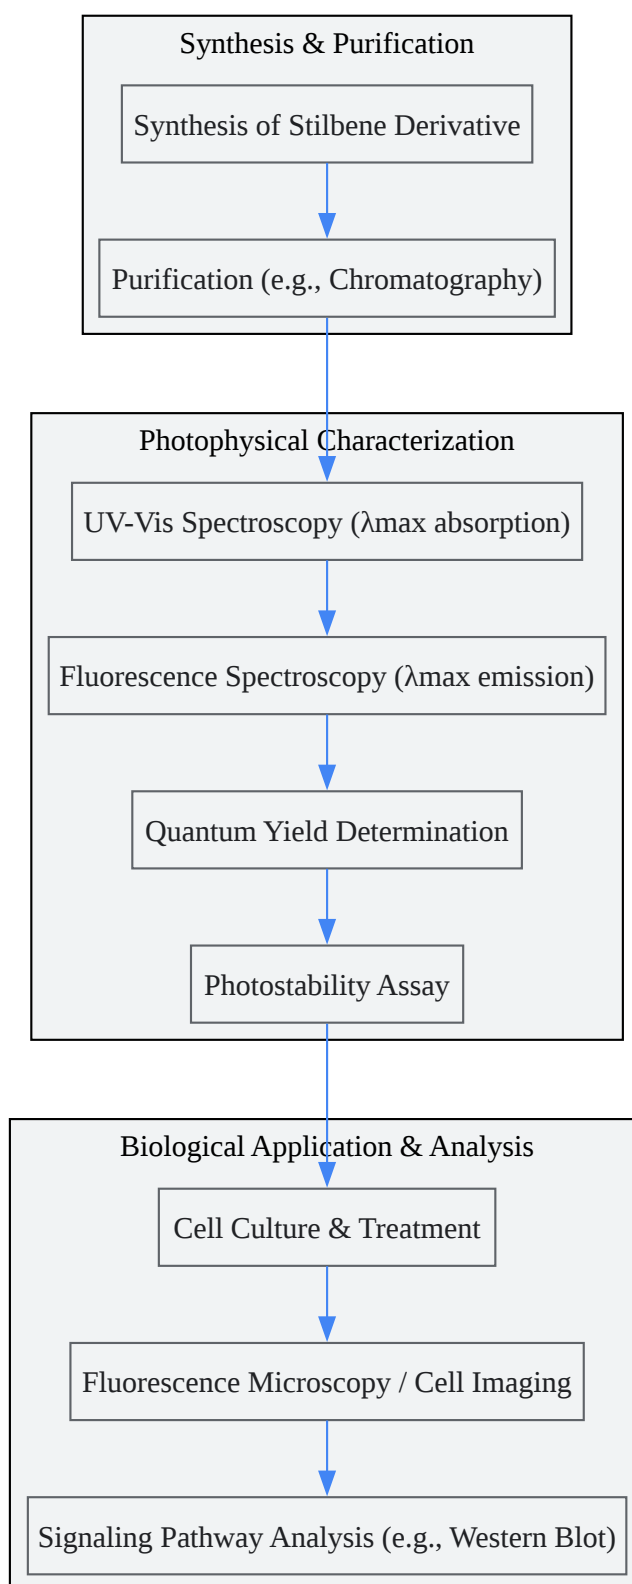 Synthesis & Purification
Synthesis of Stilbene Derivative
Purification (e.g., Chromatography)
Photophysical Characterization
UV-Vis Spectroscopy (λmax absorption)
Fluorescence Spectroscopy (λmax emission)
Quantum Yield Determination
Photostability Assay
Biological Application & Analysis
Cell Culture & Treatment
Fluorescence Microscopy / Cell Imaging
Signaling Pathway Analysis (e.g., Western Blot)